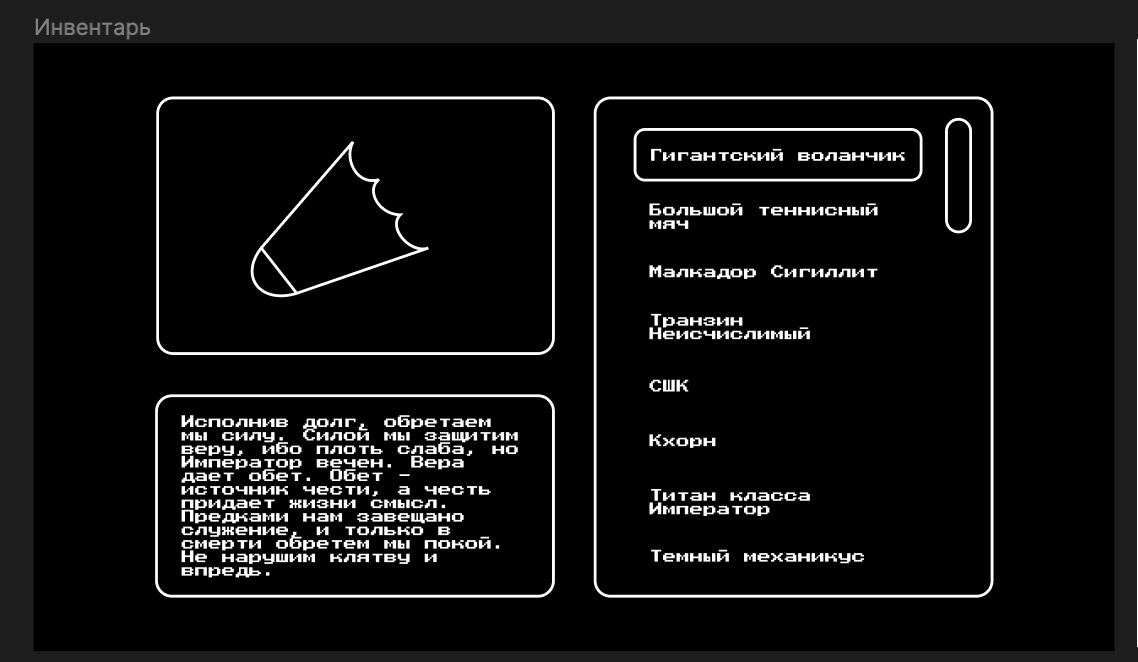 Инвентарь
Гигантский воланчик
Большой теннисный
мяч
Малкадор Сигиллит
Транзин
Неисчислимый
СШК
Кхорн
Титан класса
Император
Темный механикус
Исполнив долг, обретаем
мы силу. Силой мы защитим
веру, ибо плоть слаба, но
Император вечен. Вера
дает обет. Обет -
источник чести, а честь
придает жизни смысл.
Предками нам завещано
служение, и только в
смерти обретем мы покой.
Не нарушим клятву и
впредь.